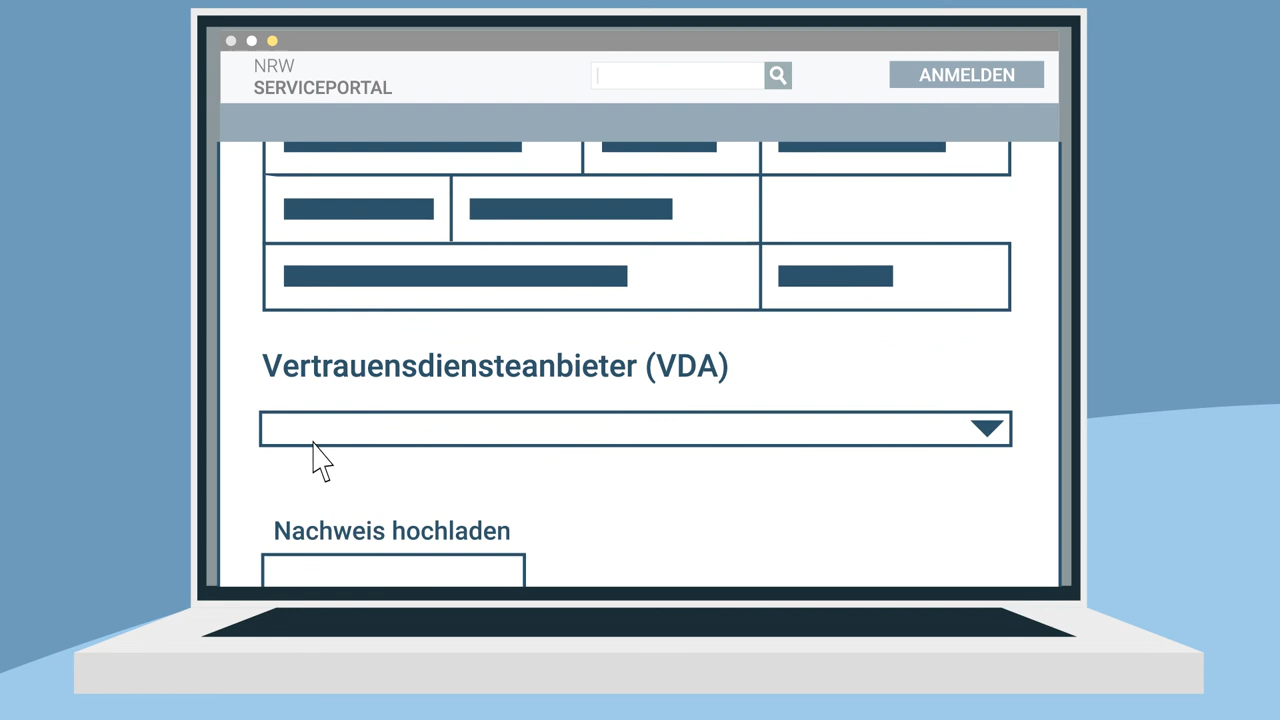 NRW
SERVICEPORTAL
ANMELDEN
Vertrauensdiensteanbieter (VDA)
Nachweis hochladen